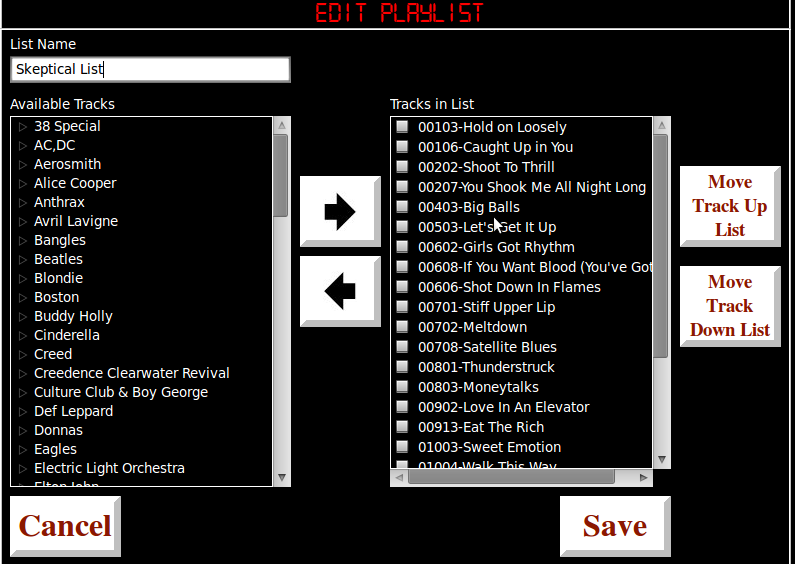 EDIT PLAYLIST
List Name
Skeptical List
Available Tracks
38 Special
AC,DC
Aerosmith
Alice Cooper
Anthrax
Avril Lavigne
Bangles
Beatles
Blondie
Boston
Buddy Holly
Cinderella
Creed
Creedence Clearwater Revival
Culture Club & Boy George
Def Leppard
Donnas
Eagles
Electric Light Orchestra
Elton John
Tracks in List
00103-Hold on Loosely
00106-Caught Up in You
00202-Shoot To Thrill
00207-You Shook Me All Night Long
00403-Big Balls
00503-Let's Get It Up
00602-Girls Got Rhythm
00608-If You Want Blood (You've Got
00606-Shot Down In Flames
00701-Stiff Upper Lip
00702-Meltdown
00708-Satellite Blues
00801-Thunderstruck
00803-Moneytalks
00902-Love In An Elevator
00913-Eat The Rich
01003-Sweet Emotion
01004-Walk This Way
Move
Track Up
List
Move
Track
Down List
Cancel
Save